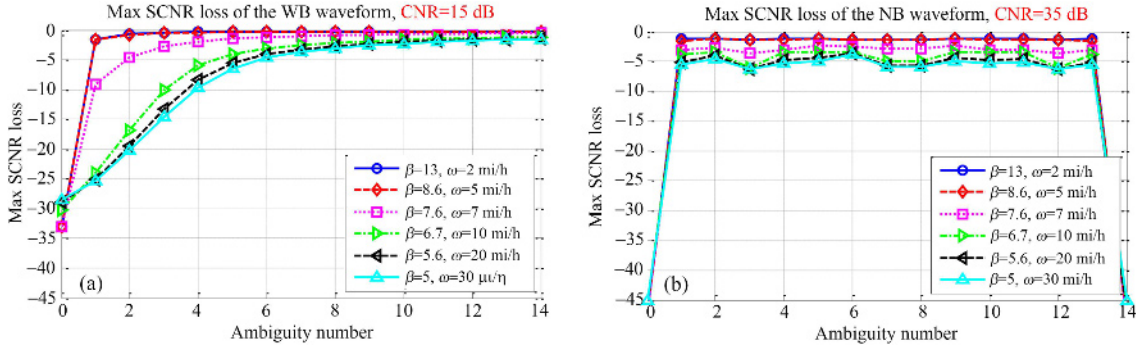 Max SCNR loss of the WB waveform, CNR=15 dB
0
−5
−10
−15
−20
−25
−30
−35
−40
−45
Max SCNR loss
β=13, ω=2 mi/h
β=8.6, ω=5 mi/h
β=7.6, ω=7 mi/h
β=6.7, ω=10 mi/h
β=5.6, ω=20 mi/h
β=5, ω=30 μι/η
(a)
0 2 4 6 8 10 12 14
Ambiguity number
Max SCNR loss of the NB waveform, CNR=35 dB
0
−5
−10
−15
−20
−25
−30
−35
−40
−45
Max SCNR loss
β=13, ω=2 mi/h
β=8.6, ω=5 mi/h
β=7.6, ω=7 mi/h
β=6.7, ω=10 mi/h
β=5.6, ω=20 mi/h
β=5, ω=30 mi/h
(b)
0 2 4 6 8 10 12 14
Ambiguity number